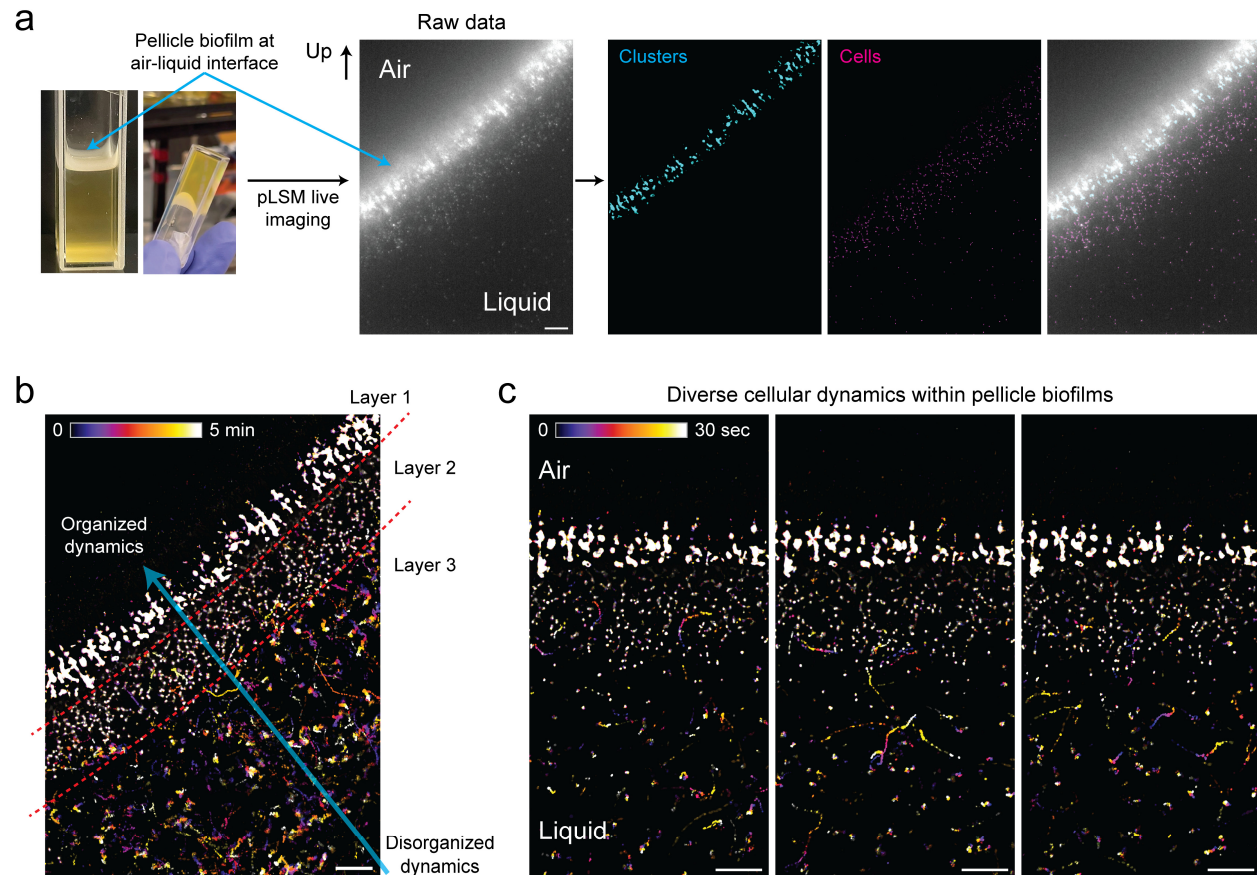 a
Raw data
Pellicle biofilm at
air-liquid interface
Up
Air
Clusters
Cells
pLSM live
imaging
Liquid
b
Layer 1
0
5 min
Layer 2
Organized
dynamics
Layer 3
Disorganized
dynamics
c
Diverse cellular dynamics within pellicle biofilms
0
30 sec
Air
Liquid